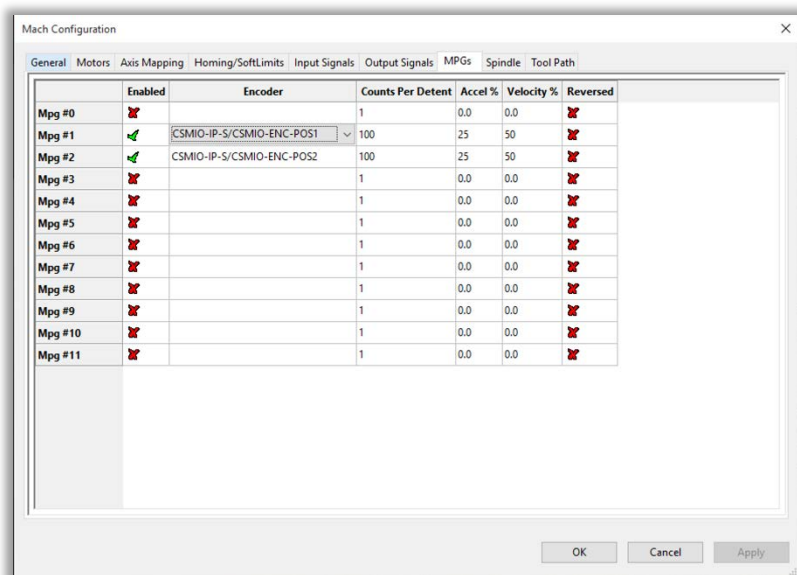 Mach Configuration
General Motors Axis Mapping Homing/SoftLimits Input Signals Output Signals MPGs Spindle Tool Path
Enabled Encoder Counts Per Detent Accel % Velocity % Reversed
Mpg #0 1 0.0 0.0
Mpg #1 CSMIO-IP-S/CSMIO-ENC-POS1 100 25 50
Mpg #2 CSMIO-IP-S/CSMIO-ENC-POS2 100 25 50
Mpg #3 1 0.0 0.0
Mpg #4 1 0.0 0.0
Mpg #5 1 0.0 0.0
Mpg #6 1 0.0 0.0
Mpg #7 1 0.0 0.0
Mpg #8 1 0.0 0.0
Mpg #9 1 0.0 0.0
Mpg #10 1 0.0 0.0
Mpg #11 1 0.0 0.0
OK Cancel Apply